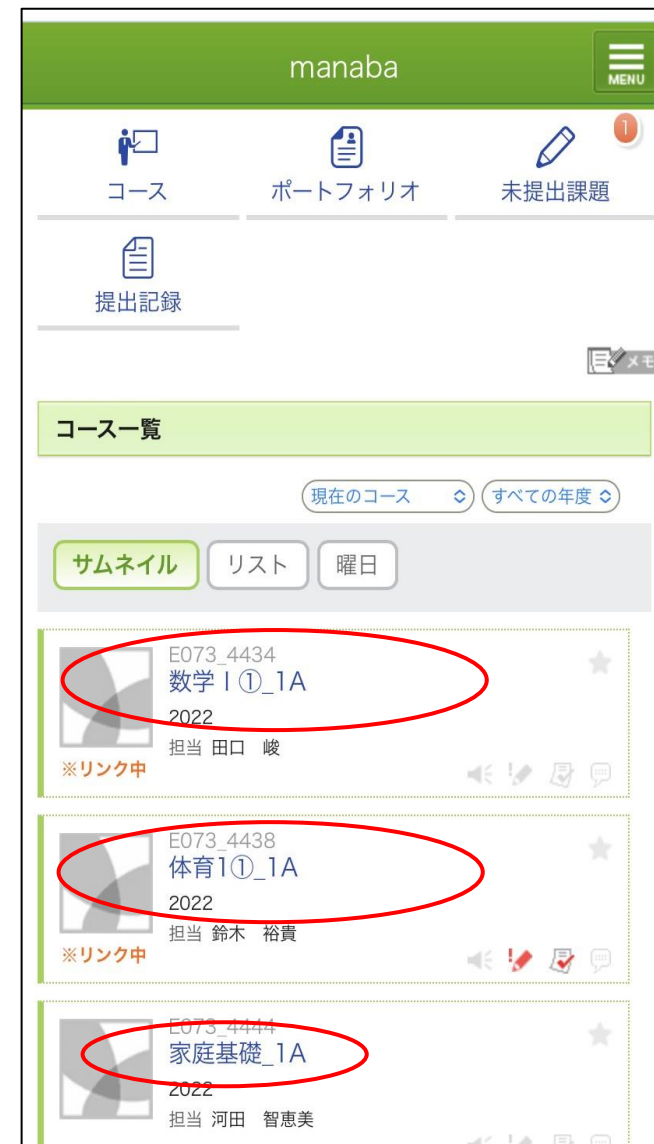 manaba
MENU
コース
ポートフォリオ
1
未提出課題
提出記録
メモ
コース一覧
現在のコース すべての年度
サムネイル リスト 曜日
E073_4434
数学Ⅰ①_1A
2022
担当 田口 峻
※リンク中
E073_4438
体育1①_1A
2022
担当 鈴木 裕貴
※リンク中
E073_4444
家庭基礎_1A
2022
担当 河田 智恵美